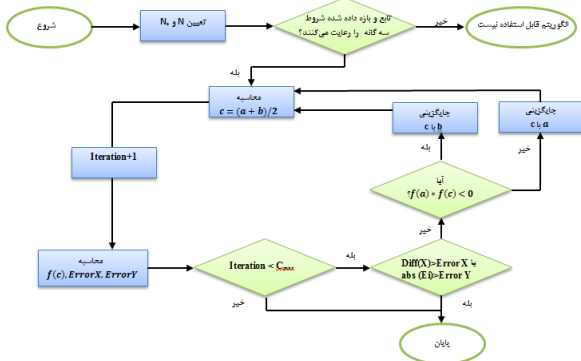 شروع
تعیین N و N.
تابع و بازه داده شده شروط
سه گانه را رعایت می‌کنند؟
خیر
الگوریتم قابل استفاده نیست
بله
محاسبه
c = (a + b)/2
جایگزینی
b با c
جایگزینی
a با c
بله
خیر
Iteration+1
آیا
f(a) * f(c) < 0؟
خیر
محاسبه
f(c), ErrorX, ErrorY
Iteration < Cmax
بله
Diff(X)>Error X یا
abs (Ei)>Error Y
خیر
بله
پایان